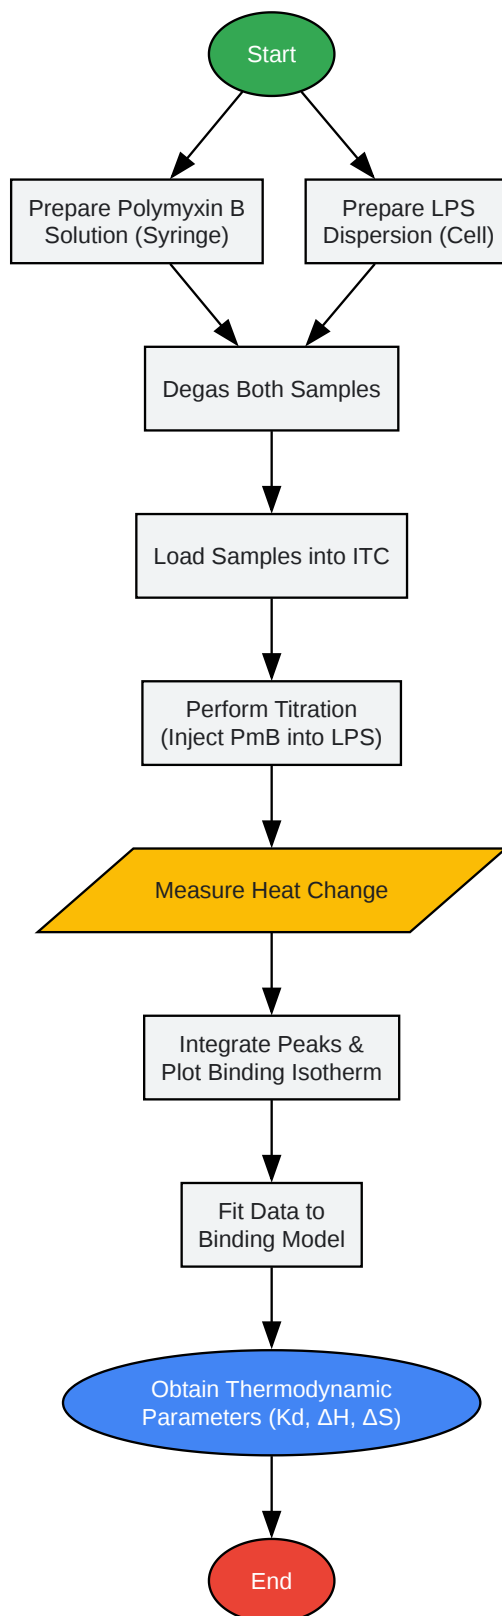 Start
Prepare Polymyxin B
Solution (Syringe)
Prepare LPS
Dispersion (Cell)
Degas Both Samples
Load Samples into ITC
Perform Titration
(Inject PmB into LPS)
Measure Heat Change
Integrate Peaks &
Plot Binding Isotherm
Fit Data to
Binding Model
Obtain Thermodynamic
Parameters (Kd, ΔH, ΔS)
End